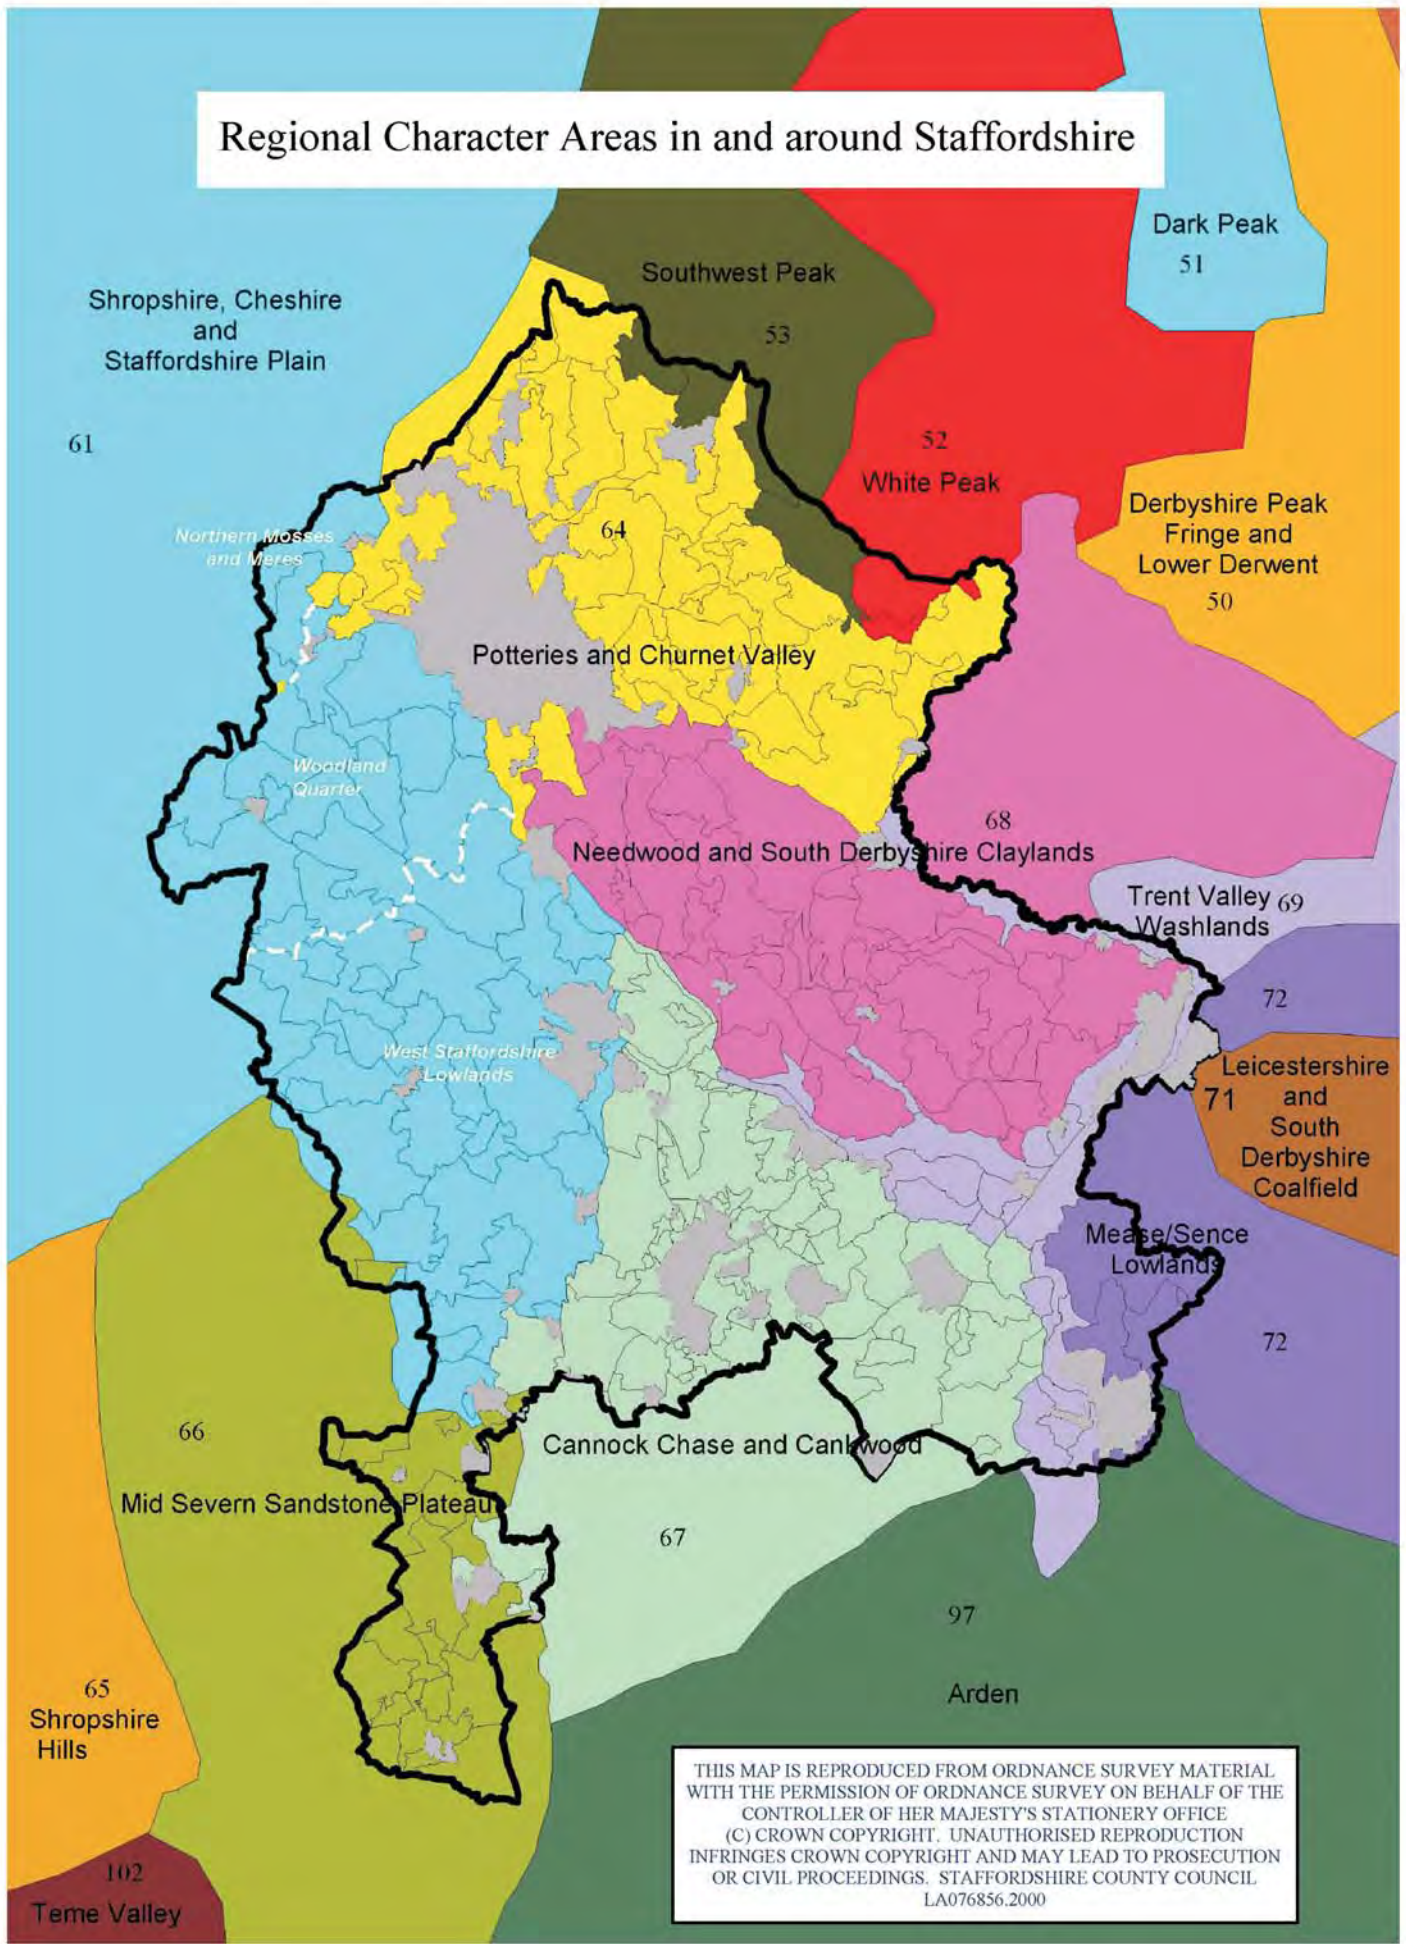 Regional Character Areas in and around Staffordshire
Dark Peak
51
Southwest Peak
53
Shropshire, Cheshire
and
Staffordshire Plain
61
52
White Peak
Derbyshire Peak
Fringe and
Lower Derwent
50
Northern Mosses
and Meres
64
Potteries and Churnet Valley
Woodland
Quarter
68
Needwood and South Derbyshire Claylands
Trent Valley 69
Washlands
72
West Staffordshire
Lowlands
Leicestershire
71 and
South
Derbyshire
Coalfield
Mease/Sence
Lowlands
72
66
Cannock Chase and Cankwood
Mid Severn Sandstone Plateau
67
97
Arden
65
Shropshire
Hills
102
Teme Valley
THIS MAP IS REPRODUCED FROM ORDNANCE SURVEY MATERIAL
WITH THE PERMISSION OF ORDNANCE SURVEY ON BEHALF OF THE
CONTROLLER OF HER MAJESTY'S STATIONERY OFFICE
(C) CROWN COPYRIGHT. UNAUTHORISED REPRODUCTION
INFRINGES CROWN COPYRIGHT AND MAY LEAD TO PROSECUTION
OR CIVIL PROCEEDINGS. STAFFORDSHIRE COUNTY COUNCIL
LA076856.2000